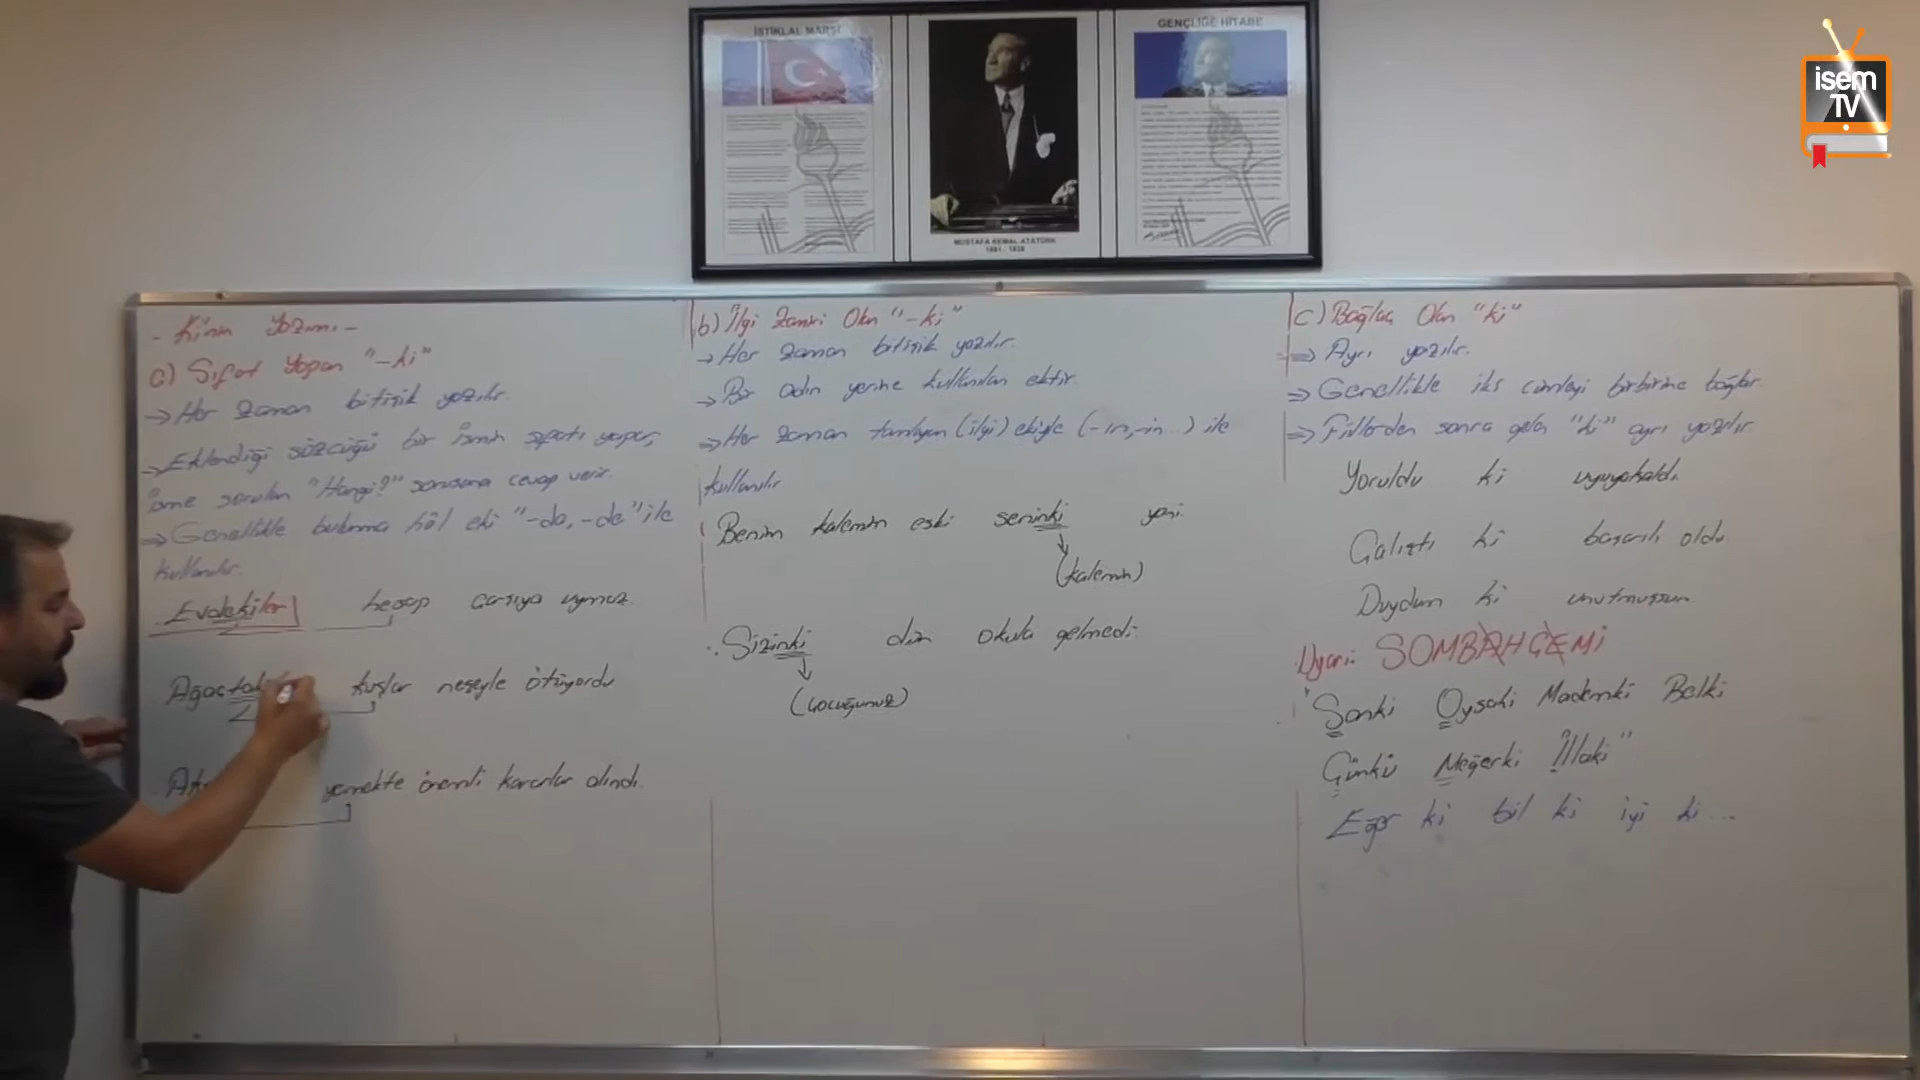 İSTİKLAL MARŞI
GENÇLİĞE HİTABE
MUSTAFA KEMAL ATATÜRK
1881 - 1938
isem
TV
- Ki'nin Yazımı -
a) Sıfat Yapan "-ki"
→ Her zaman bitişik yazılır.
→ Eklendiği sözcüğü bir ismin sıfatı yapar,
isme sorulan "Hangi?" sorusuna cevap verir.
⇒ Genellikle bulunma hâl eki "-da, -de" ile
kullanılır.
Evdekiler hesap çarşıya uymaz.
kuşlar neşeyle ötüyordu
yemekte önemli kararlar alındı.
b) İlgi Zamiri Olan "-ki"
→ Her zaman bitişik yazılır.
→ Bir adın yerine kullanılan ektir.
→ Her zaman tamlayan (ilgi) ekiyle (-ın, -in...) ile
kullanılır.
Benim kalemim eski seninki yeni.
(kalemin)
Sizinki dün okula gelmedi.
(çocuğunuz)
c) Bağlaç Olan "ki"
⇒ Ayrı yazılır.
⇒ Genellikle iki cümleyi birbirine bağlar.
⇒ Fiillerden sonra gelen "ki" ayrı yazılır
Yoruldu ki uyuyakaldı.
Çalıştı ki başarılı oldu
Duydum ki unutmuşsun
Uyarı: SOMBAHÇEMİ
"Sanki Oysaki Mademki Belki
Çünkü Meğerki İllaki"
Eğer ki bil ki iyi ki ...